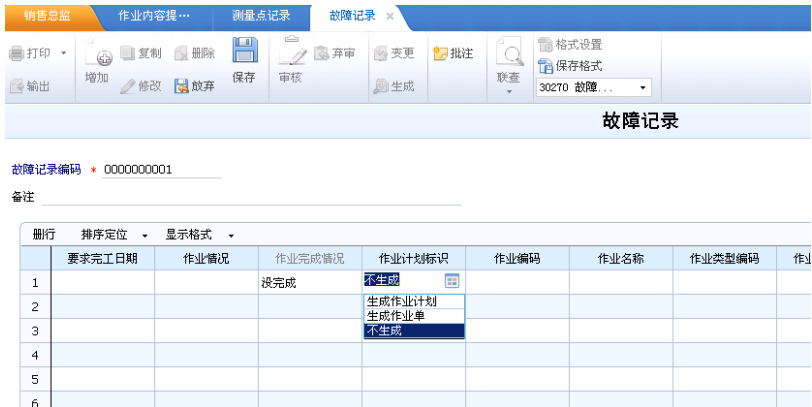 销售总监 作业内容提… 测量点记录 故障记录 ×
打印 增加 复制 删除 保存 审核 弃审 变更 批注 联查 格式设置
保存格式
输出 修改 放弃 生成 30270 故障...
故障记录
故障记录编码 * 0000000001
备注
删行 排序定位 显示格式
要求完工日期 作业情况 作业完成情况 作业计划标识 作业编码 作业名称 作业类型编码
1 没完成 不生成
2 生成作业计划
生成作业单
3 不生成
4
5
6